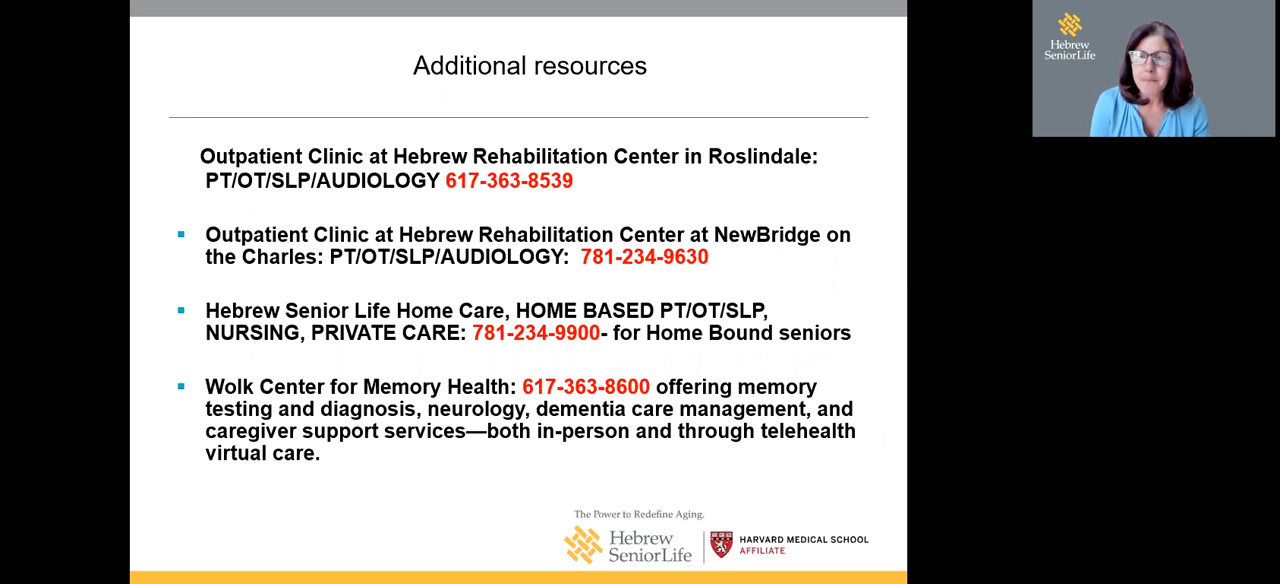 Additional resources
Outpatient Clinic at Hebrew Rehabilitation Center in Roslindale:
PT/OT/SLP/AUDIOLOGY 617-363-8539
Outpatient Clinic at Hebrew Rehabilitation Center at NewBridge on
the Charles: PT/OT/SLP/AUDIOLOGY: 781-234-9630
Hebrew Senior Life Home Care, HOME BASED PT/OT/SLP,
NURSING, PRIVATE CARE: 781-234-9900- for Home Bound seniors
Wolk Center for Memory Health: 617-363-8600 offering memory
testing and diagnosis, neurology, dementia care management, and
caregiver support services—both in-person and through telehealth
virtual care.
The Power to Redefine Aging.
Hebrew
SeniorLife
HARVARD MEDICAL SCHOOL
AFFILIATE
Hebrew
SeniorLife